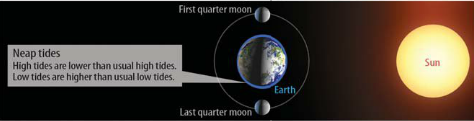 First quarter moon
Neap tides
High tides are lower than usual high tides.
Low tides are higher than usual low tides.
Sun
Earth
Last quarter moon